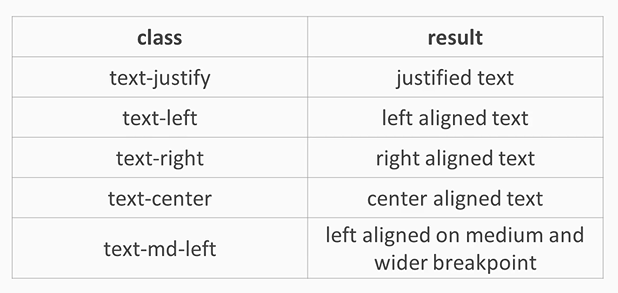 class result
text-justify justified text
text-left left aligned text
text-right right aligned text
text-center center aligned text
text-md-left left aligned on medium and
wider breakpoint